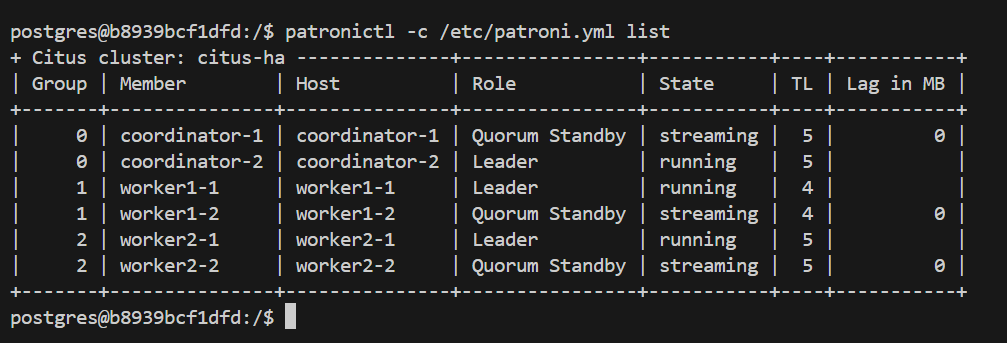 postgres@b8939bcf1dfd:/$ patronictl -c /etc/patroni.yml list
+ Citus cluster: citus-ha --------------+----------------+-----------+----+-----------+
| Group | Member        | Host          | Role           | State     | TL | Lag in MB |
+-------+---------------+---------------+----------------+-----------+----+-----------+
|     0 | coordinator-1 | coordinator-1 | Quorum Standby | streaming |  5 |         0 |
|     0 | coordinator-2 | coordinator-2 | Leader         | running   |  5 |           |
|     1 | worker1-1     | worker1-1     | Leader         | running   |  4 |           |
|     1 | worker1-2     | worker1-2     | Quorum Standby | streaming |  4 |         0 |
|     2 | worker2-1     | worker2-1     | Leader         | running   |  5 |           |
|     2 | worker2-2     | worker2-2     | Quorum Standby | streaming |  5 |         0 |
+-------+---------------+---------------+----------------+-----------+----+-----------+
postgres@b8939bcf1dfd:/$